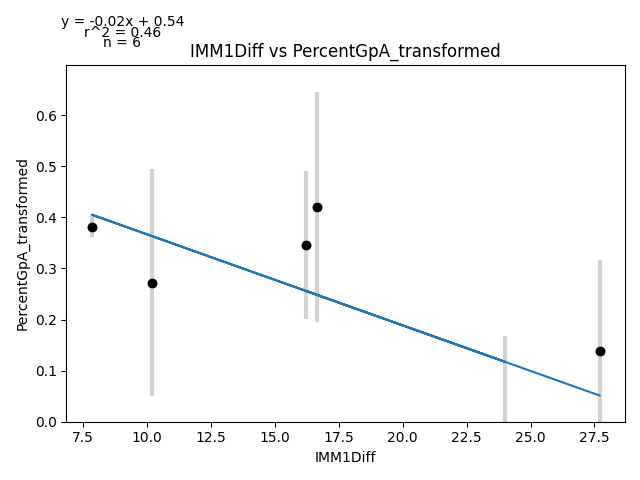 y = -0.02x + 0.54
r^2 = 0.46
n = 6
IMM1Diff vs PercentGpA_transformed
PercentGpA_transformed
0.6
0.5
0.4
0.3
0.2
0.1
0.0
7.5 10.0 12.5 15.0 17.5 20.0 22.5 25.0 27.5
IMM1Diff